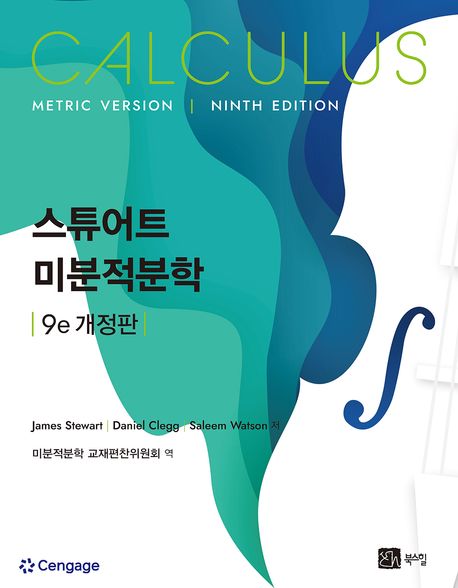 CALCULUS
METRIC VERSION | NINTH EDITION
스튜어트
미분적분학
| 9e 개정판 |
James Stewart | Daniel Clegg | Saleem Watson 저
미분적분학 교재편찬위원회 역
Cengage
북스힐